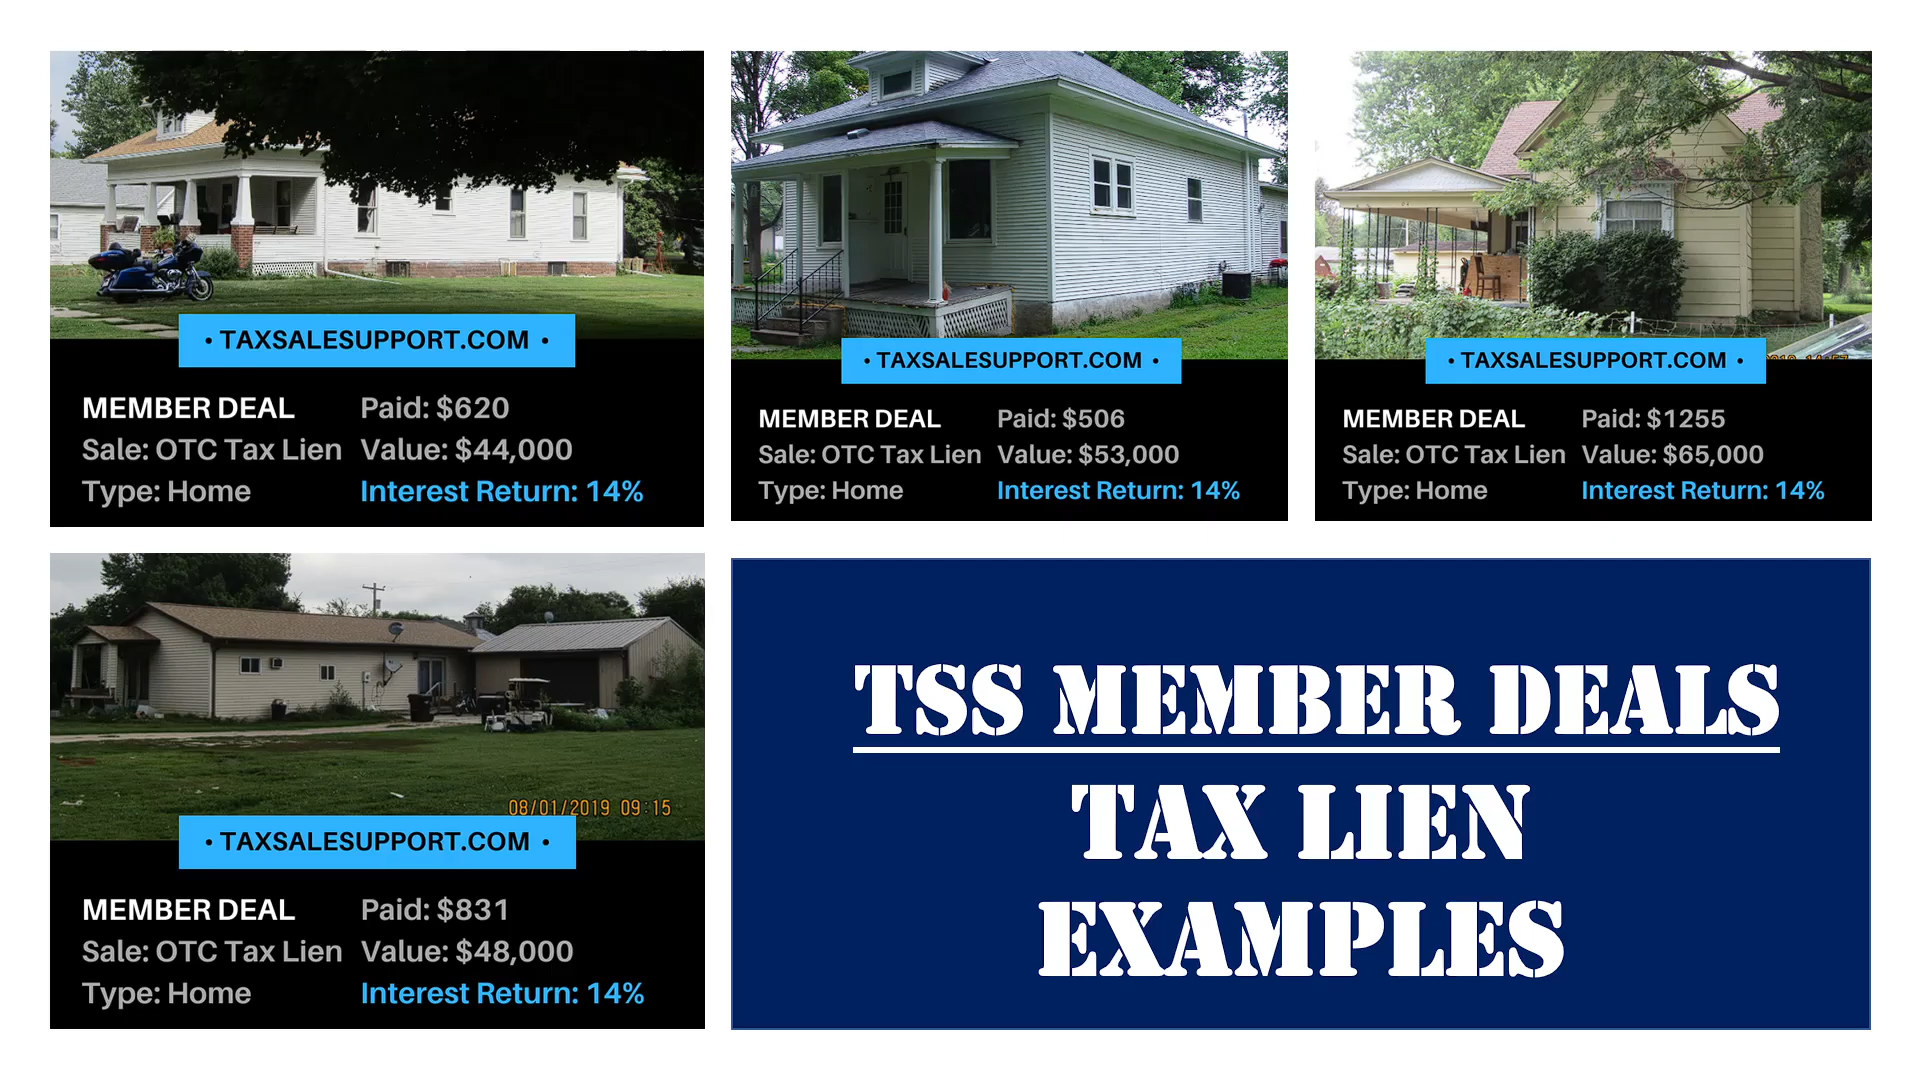 • TAXSALESUPPORT.COM •
MEMBER DEAL
Sale: OTC Tax Lien
Type: Home
Paid: $620
Value: $44,000
Interest Return: 14%
• TAXSALESUPPORT.COM •
MEMBER DEAL
Sale: OTC Tax Lien
Type: Home
Paid: $506
Value: $53,000
Interest Return: 14%
• TAXSALESUPPORT.COM •
MEMBER DEAL
Sale: OTC Tax Lien
Type: Home
Paid: $1255
Value: $65,000
Interest Return: 14%
08/01/2019 09:15
• TAXSALESUPPORT.COM •
MEMBER DEAL
Sale: OTC Tax Lien
Type: Home
Paid: $831
Value: $48,000
Interest Return: 14%
TSS MEMBER DEALS
TAX LIEN
EXAMPLES